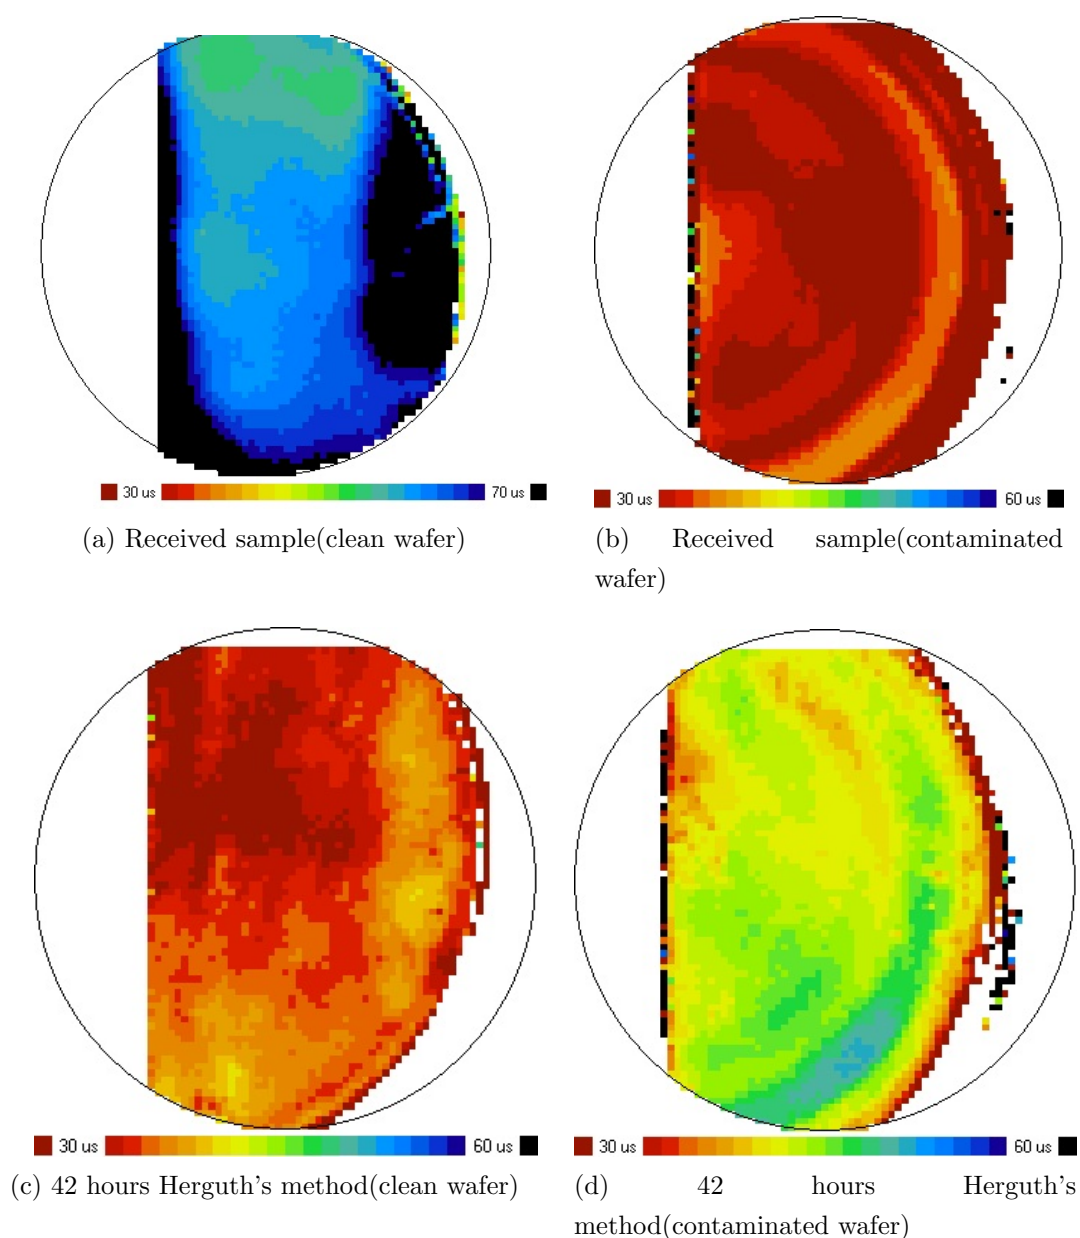 30 us 70 us
30 us 60 us
(a) Received sample(clean wafer)
(b) Received sample(contaminated
wafer)
30 us 60 us
30 us 60 us
(c) 42 hours Herguth's method(clean wafer)
(d) 42 hours Herguth's
method(contaminated wafer)